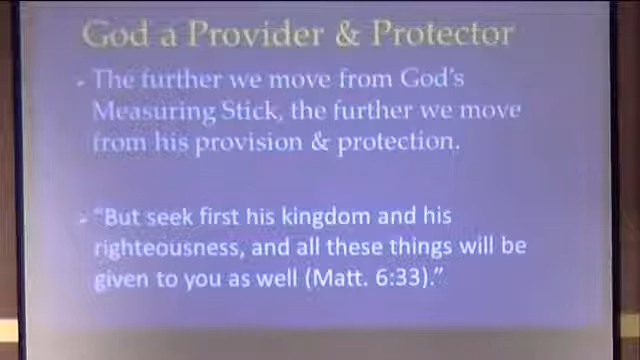 God a Provider & Protector
The further we move from God's
Measuring Stick, the further we move
from his provision & protection.
"But seek first his kingdom and his
righteousness, and all these things will be
given to you as well (Matt. 6:33)."